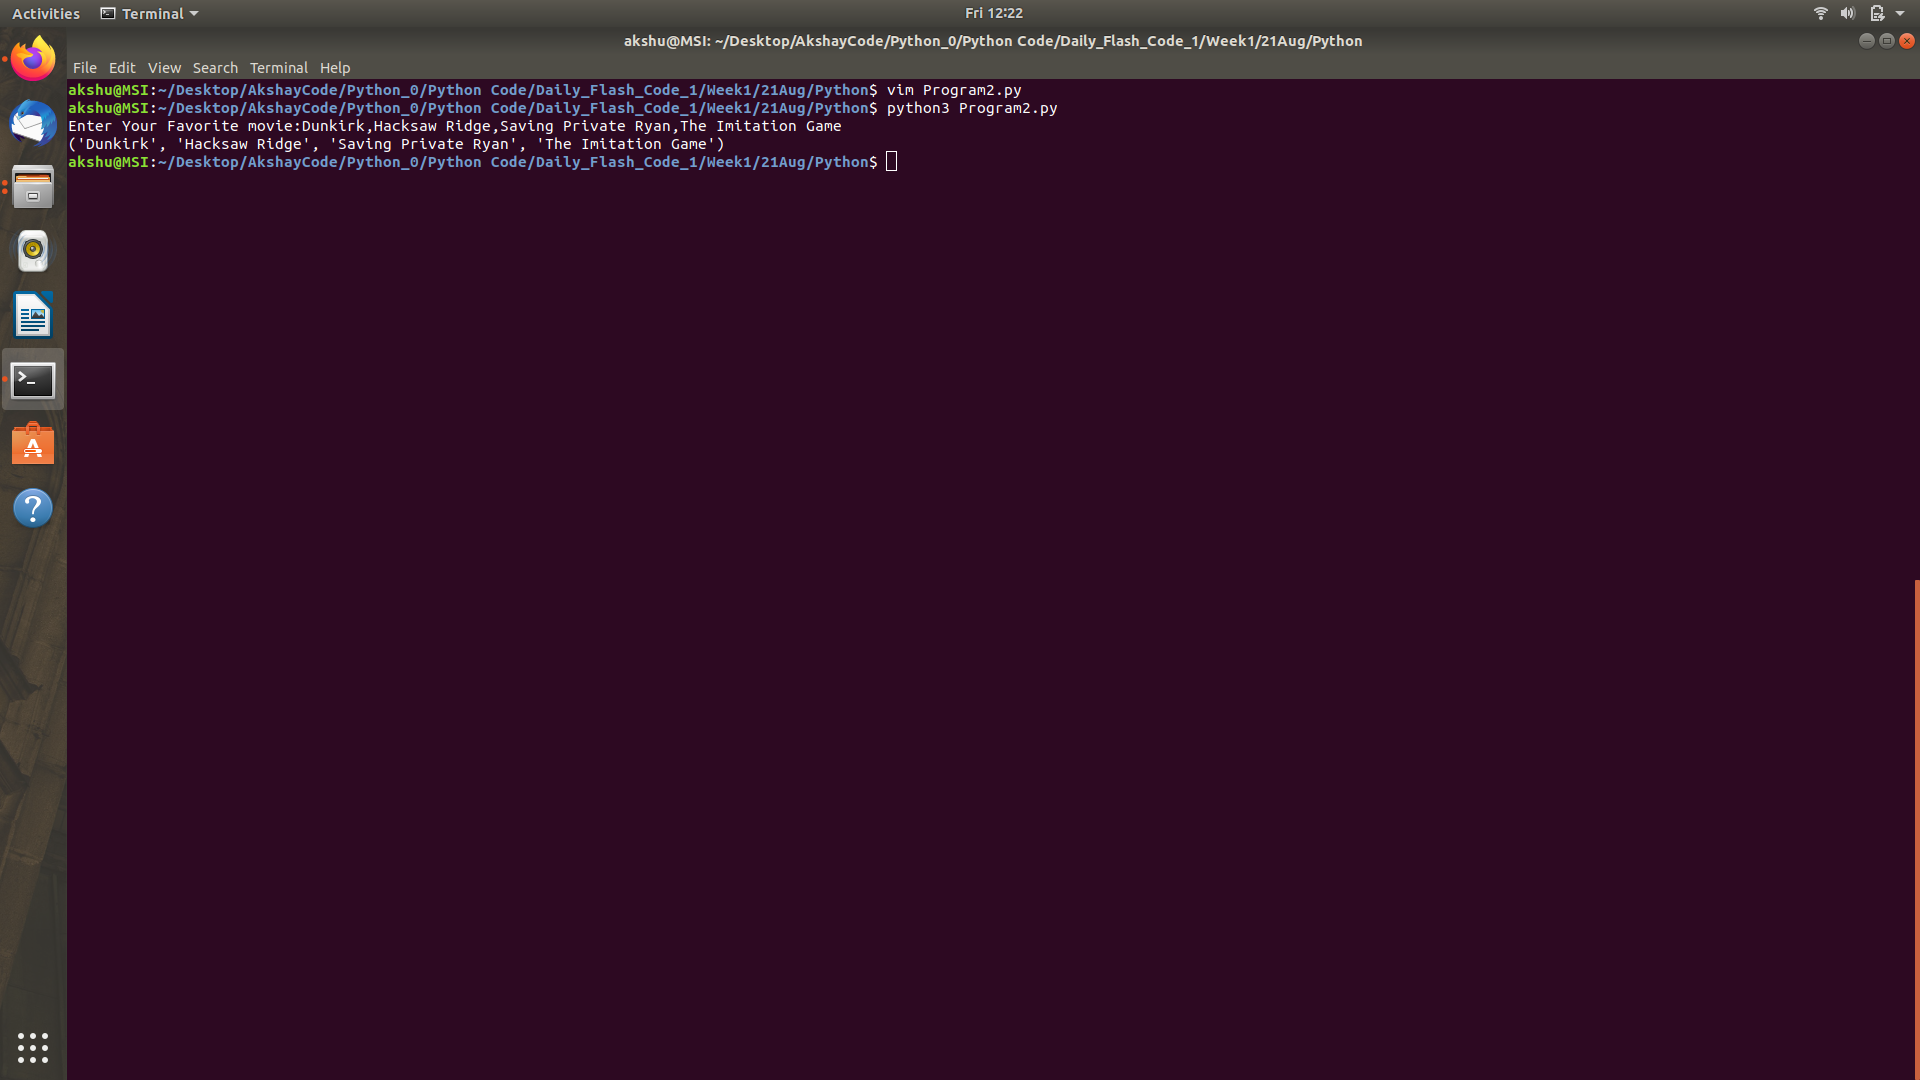 Activities Terminal Fri 12:22
akshu@MSI: ~/Desktop/AkshayCode/Python_0/Python Code/Daily_Flash_Code_1/Week1/21Aug/Python
File Edit View Search Terminal Help
akshu@MSI:~/Desktop/AkshayCode/Python_0/Python Code/Daily_Flash_Code_1/Week1/21Aug/Python$ vim Program2.py
akshu@MSI:~/Desktop/AkshayCode/Python_0/Python Code/Daily_Flash_Code_1/Week1/21Aug/Python$ python3 Program2.py
Enter Your Favorite movie:Dunkirk,Hacksaw Ridge,Saving Private Ryan,The Imitation Game
('Dunkirk', 'Hacksaw Ridge', 'Saving Private Ryan', 'The Imitation Game')
akshu@MSI:~/Desktop/AkshayCode/Python_0/Python Code/Daily_Flash_Code_1/Week1/21Aug/Python$